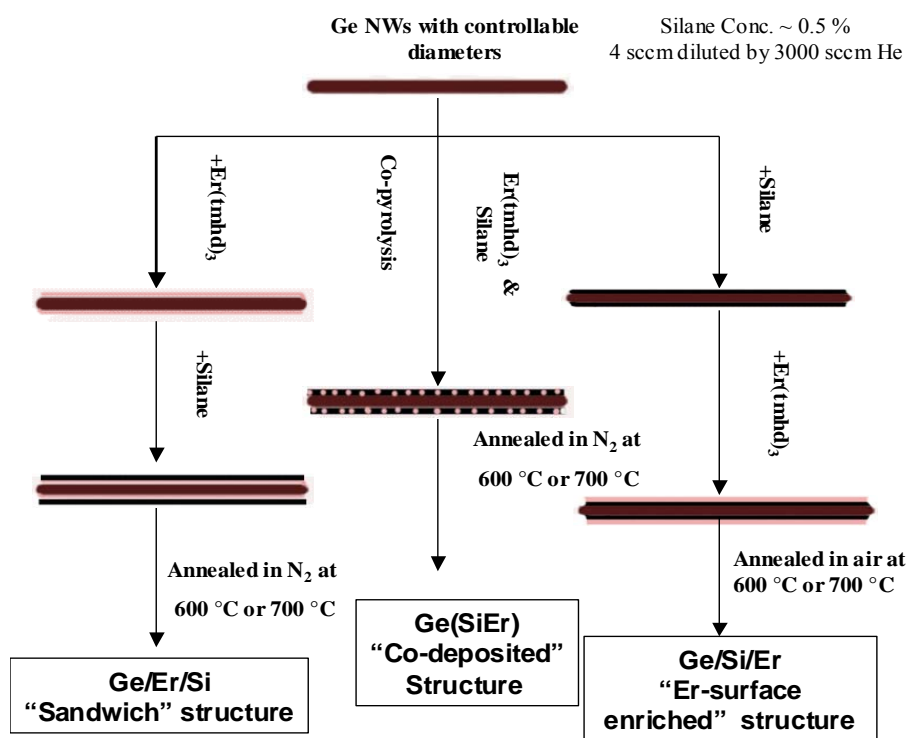 Ge NWs with controllable
diameters
Silane Conc. ~ 0.5 %
4 sccm diluted by 3000 sccm He
+Er(tmhd)3
Co-pyrolysis
Er(tmhd)3 &
Silane
+Silane
+Silane
+Er(tmhd)3
Annealed in N2 at
600 °C or 700 °C
Annealed in N2 at
600 °C or 700 °C
Annealed in air at
600 °C or 700 °C
Ge/Er/Si
“Sandwich” structure
Ge(SiEr)
“Co-deposited”
Structure
Ge/Si/Er
“Er-surface
enriched” structure